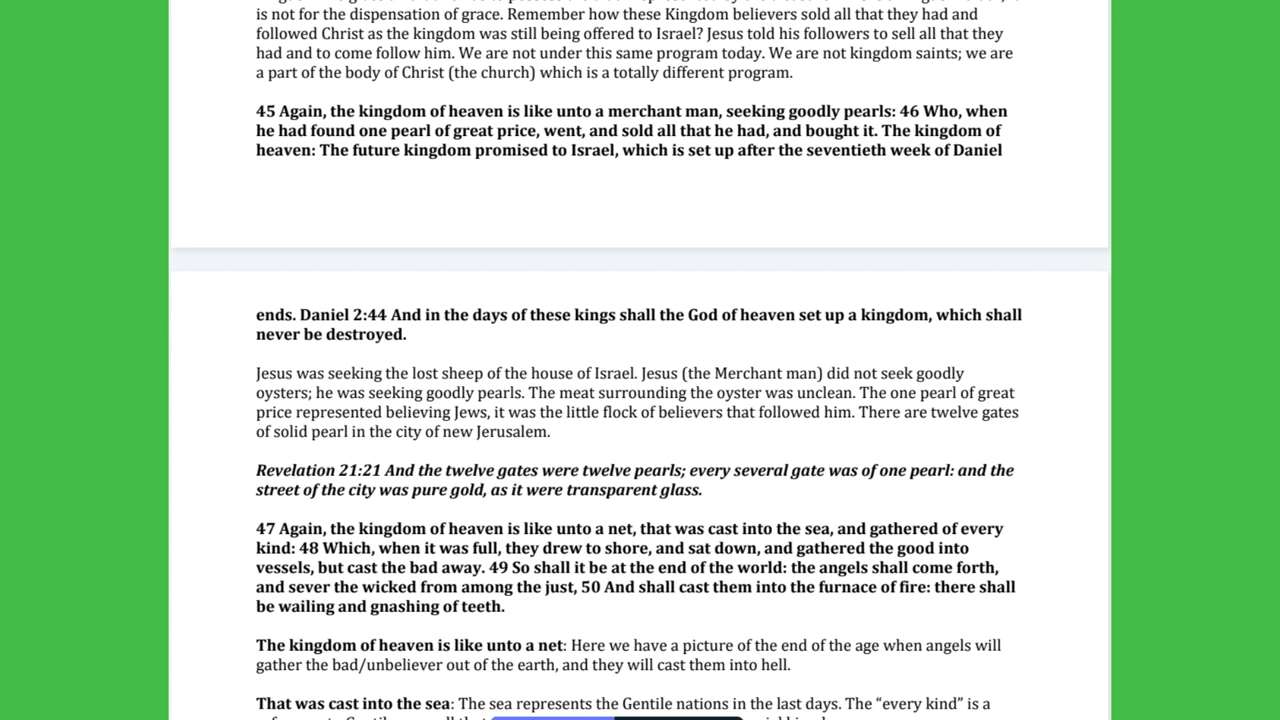 is not for the dispensation of grace. Remember how these Kingdom believers sold all that they had and
followed Christ as the kingdom was still being offered to Israel? Jesus told his followers to sell all that they
had and to come follow him. We are not under this same program today. We are not kingdom saints; we are
a part of the body of Christ (the church) which is a totally different program.
45 Again, the kingdom of heaven is like unto a merchant man, seeking goodly pearls: 46 Who, when
he had found one pearl of great price, went, and sold all that he had, and bought it. The kingdom of
heaven: The future kingdom promised to Israel, which is set up after the seventieth week of Daniel
ends. Daniel 2:44 And in the days of these kings shall the God of heaven set up a kingdom, which shall
never be destroyed.
Jesus was seeking the lost sheep of the house of Israel. Jesus (the Merchant man) did not seek goodly
oysters; he was seeking goodly pearls. The meat surrounding the oyster was unclean. The one pearl of great
price represented believing Jews, it was the little flock of believers that followed him. There are twelve gates
of solid pearl in the city of new Jerusalem.
Revelation 21:21 And the twelve gates were twelve pearls; every several gate was of one pearl: and the
street of the city was pure gold, as it were transparent glass.
47 Again, the kingdom of heaven is like unto a net, that was cast into the sea, and gathered of every
kind: 48 Which, when it was full, they drew to shore, and sat down, and gathered the good into
vessels, but cast the bad away. 49 So shall it be at the end of the world: the angels shall come forth,
and sever the wicked from among the just, 50 And shall cast them into the furnace of fire: there shall
be wailing and gnashing of teeth.
The kingdom of heaven is like unto a net: Here we have a picture of the end of the age when angels will
gather the bad/unbeliever out of the earth, and they will cast them into hell.
That was cast into the sea: The sea represents the Gentile nations in the last days. The “every kind” is a